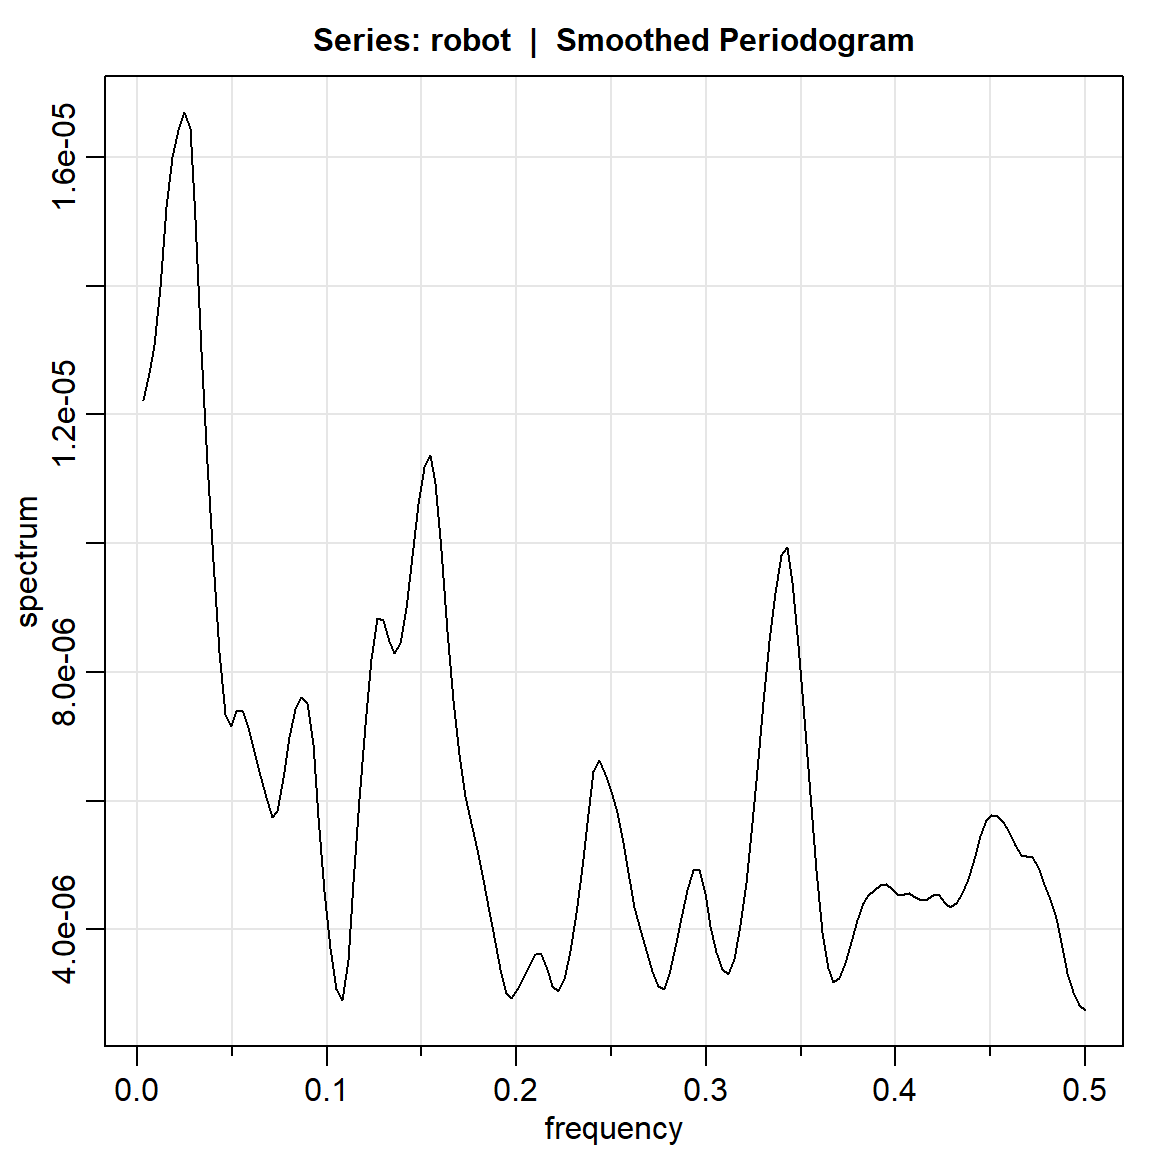 Series: robot | Smoothed Periodogram
spectrum
1.6e-05
1.2e-05
8.0e-06
4.0e-06
0.0 0.1 0.2 0.3 0.4 0.5
frequency